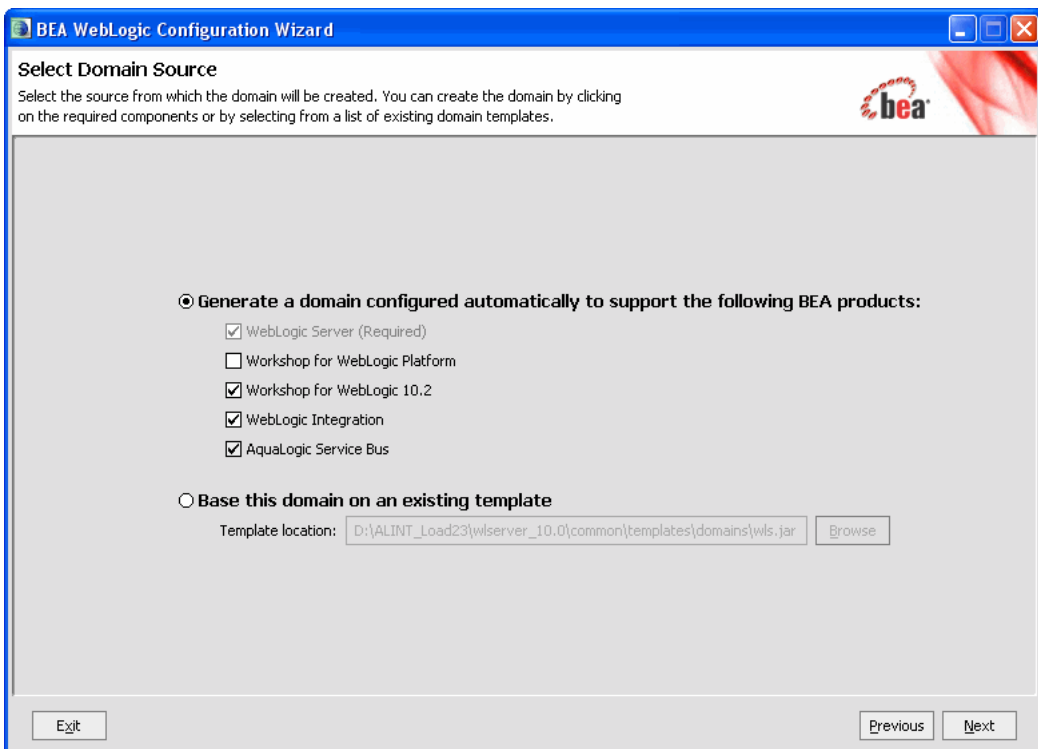 BEA WebLogic Configuration Wizard
Select Domain Source
Select the source from which the domain will be created. You can create the domain by clicking
on the required components or by selecting from a list of existing domain templates.
bea
Generate a domain configured automatically to support the following BEA products:
WebLogic Server (Required)
Workshop for WebLogic Platform
Workshop for WebLogic 10.2
WebLogic Integration
AquaLogic Service Bus
Base this domain on an existing template
Template location: D:\ALINT_Load23\wlserver_10.0\common\templates\domains\wls.jar Browse
Exit Previous Next